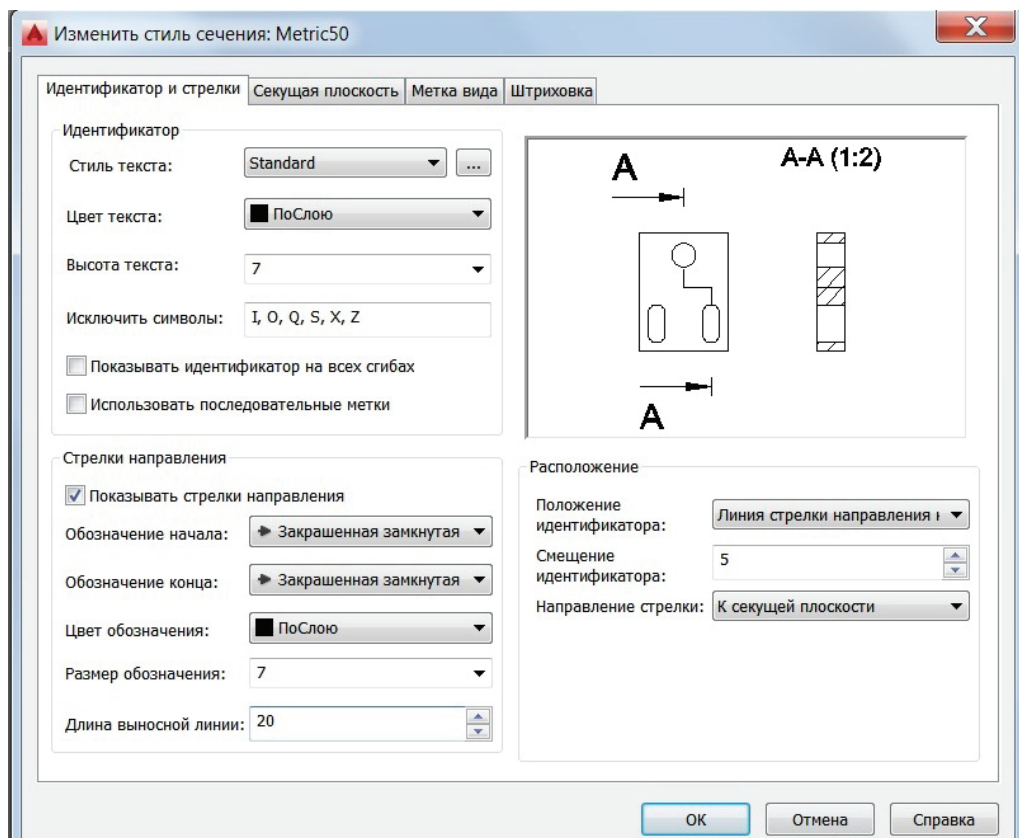 Изменить стиль сечения: Metric50
Идентификатор и стрелки
Секущая плоскость
Метка вида
Штриховка
Идентификатор
Стиль текста:
Standard
...
Цвет текста:
ПоСлою
Высота текста:
7
Исключить символы:
I, O, Q, S, X, Z
Показывать идентификатор на всех сгибах
Использовать последовательные метки
A
A-A (1:2)
A
Стрелки направления
Показывать стрелки направления
Обозначение начала:
Закрашенная замкнутая
Обозначение конца:
Закрашенная замкнутая
Цвет обозначения:
ПоСлою
Размер обозначения:
7
Длина выносной линии:
20
Расположение
Положение
идентификатора:
Линия стрелки направления
Смещение
идентификатора:
5
Направление стрелки:
К секущей плоскости
ОК
Отмена
Справка